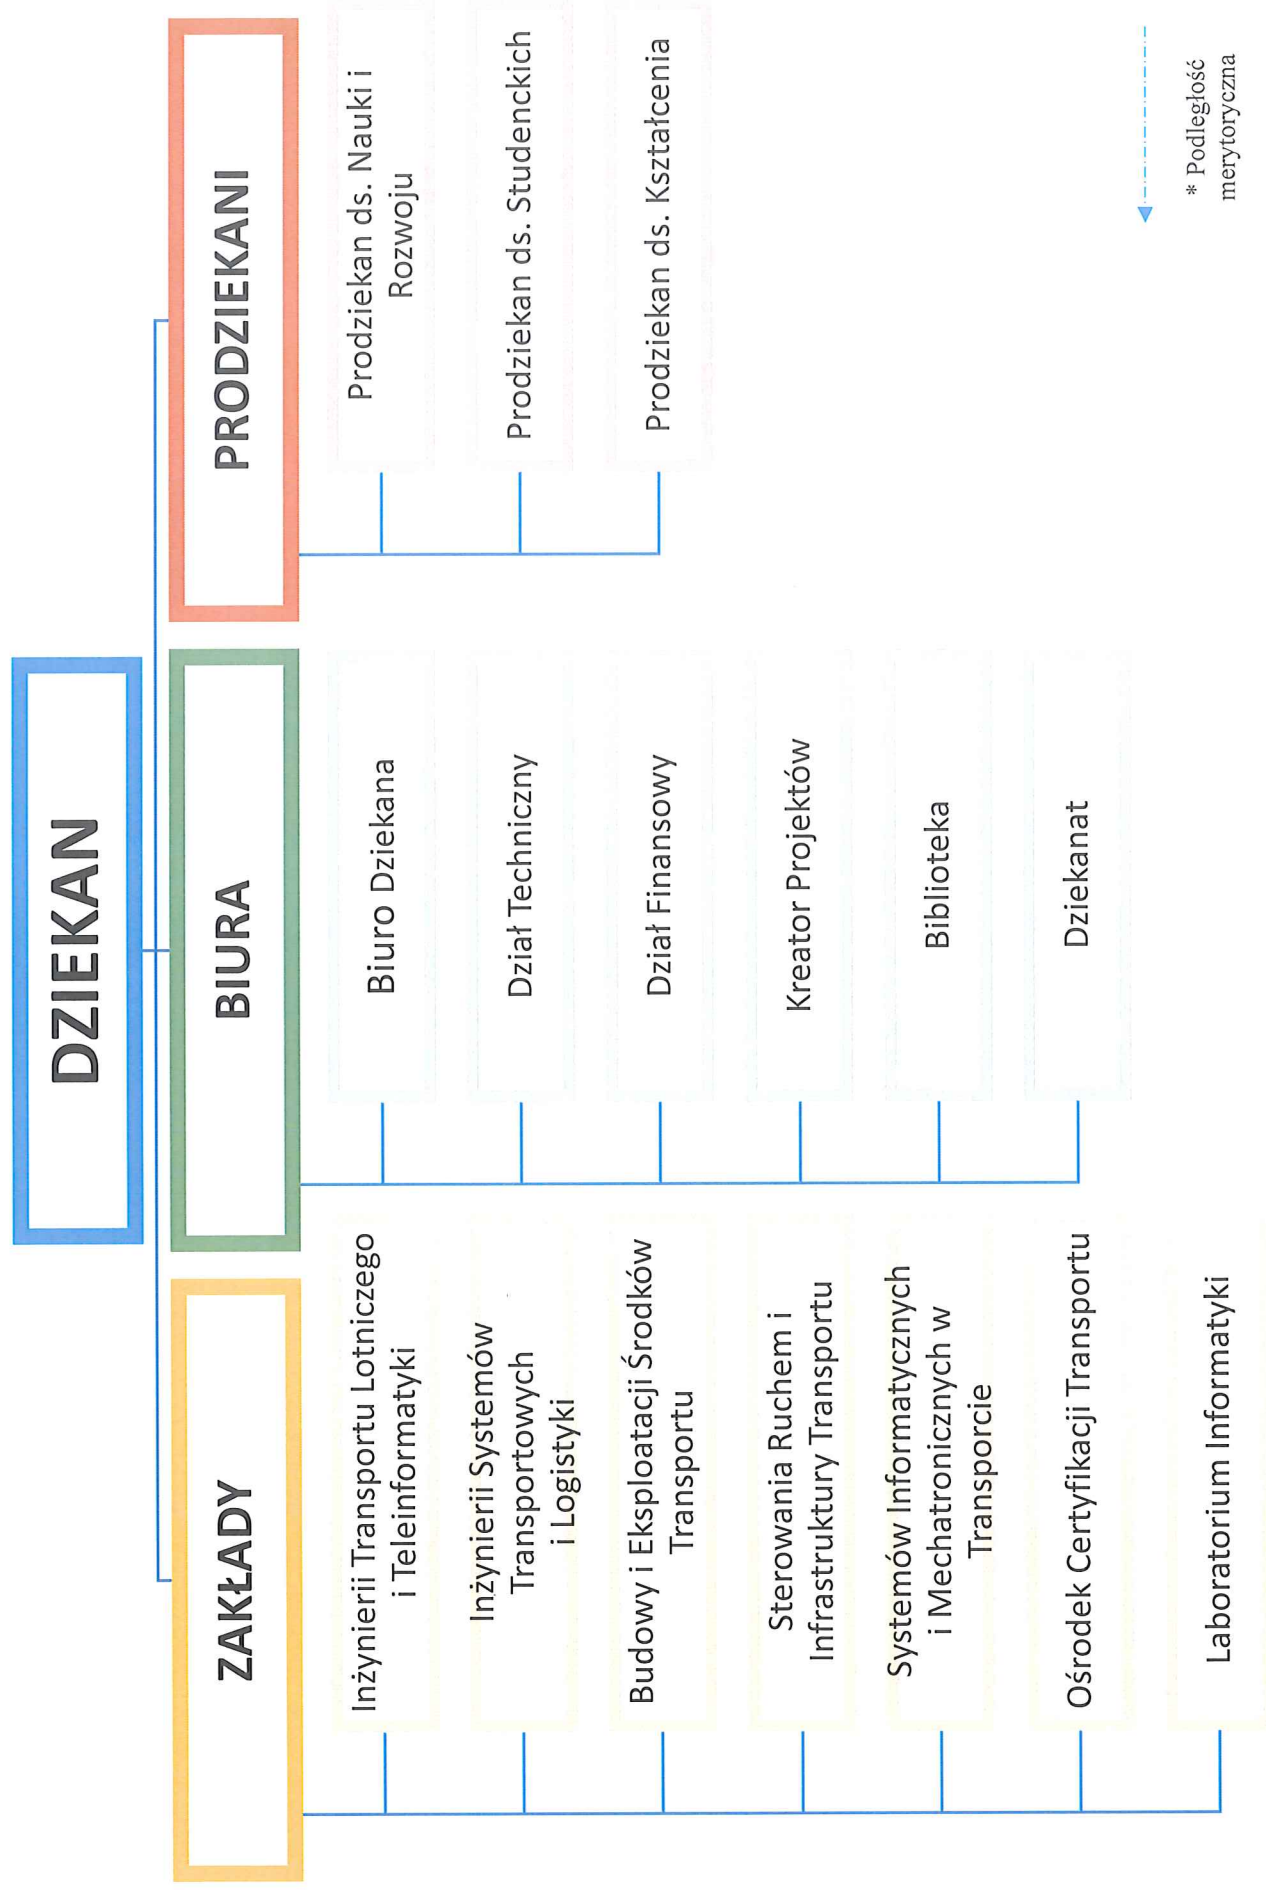 DZIEKAN
ZAKŁADY
Inżynierii Transportu Lotniczego
i Teleinformatyki
Inżynierii Systemów
Transportowych
i Logistyki
Budowy i Eksploatacji Środków
Transportu
Sterowania Ruchem i
Infrastruktury Transportu
Systemów Informatycznych
i Mechatronicznych w
Transporcie
Ośrodek Certyfikacji Transportu
Laboratorium Informatyki
BIURA
Biuro Dziekana
Dział Techniczny
Dział Finansowy
Kreator Projektów
Biblioteka
Dziekanat
PRODZIEKANI
Prodziekan ds. Nauki i
Rozwoju
Prodziekan ds. Studenckich
Prodziekan ds. Kształcenia
* Podległość
merytoryczna